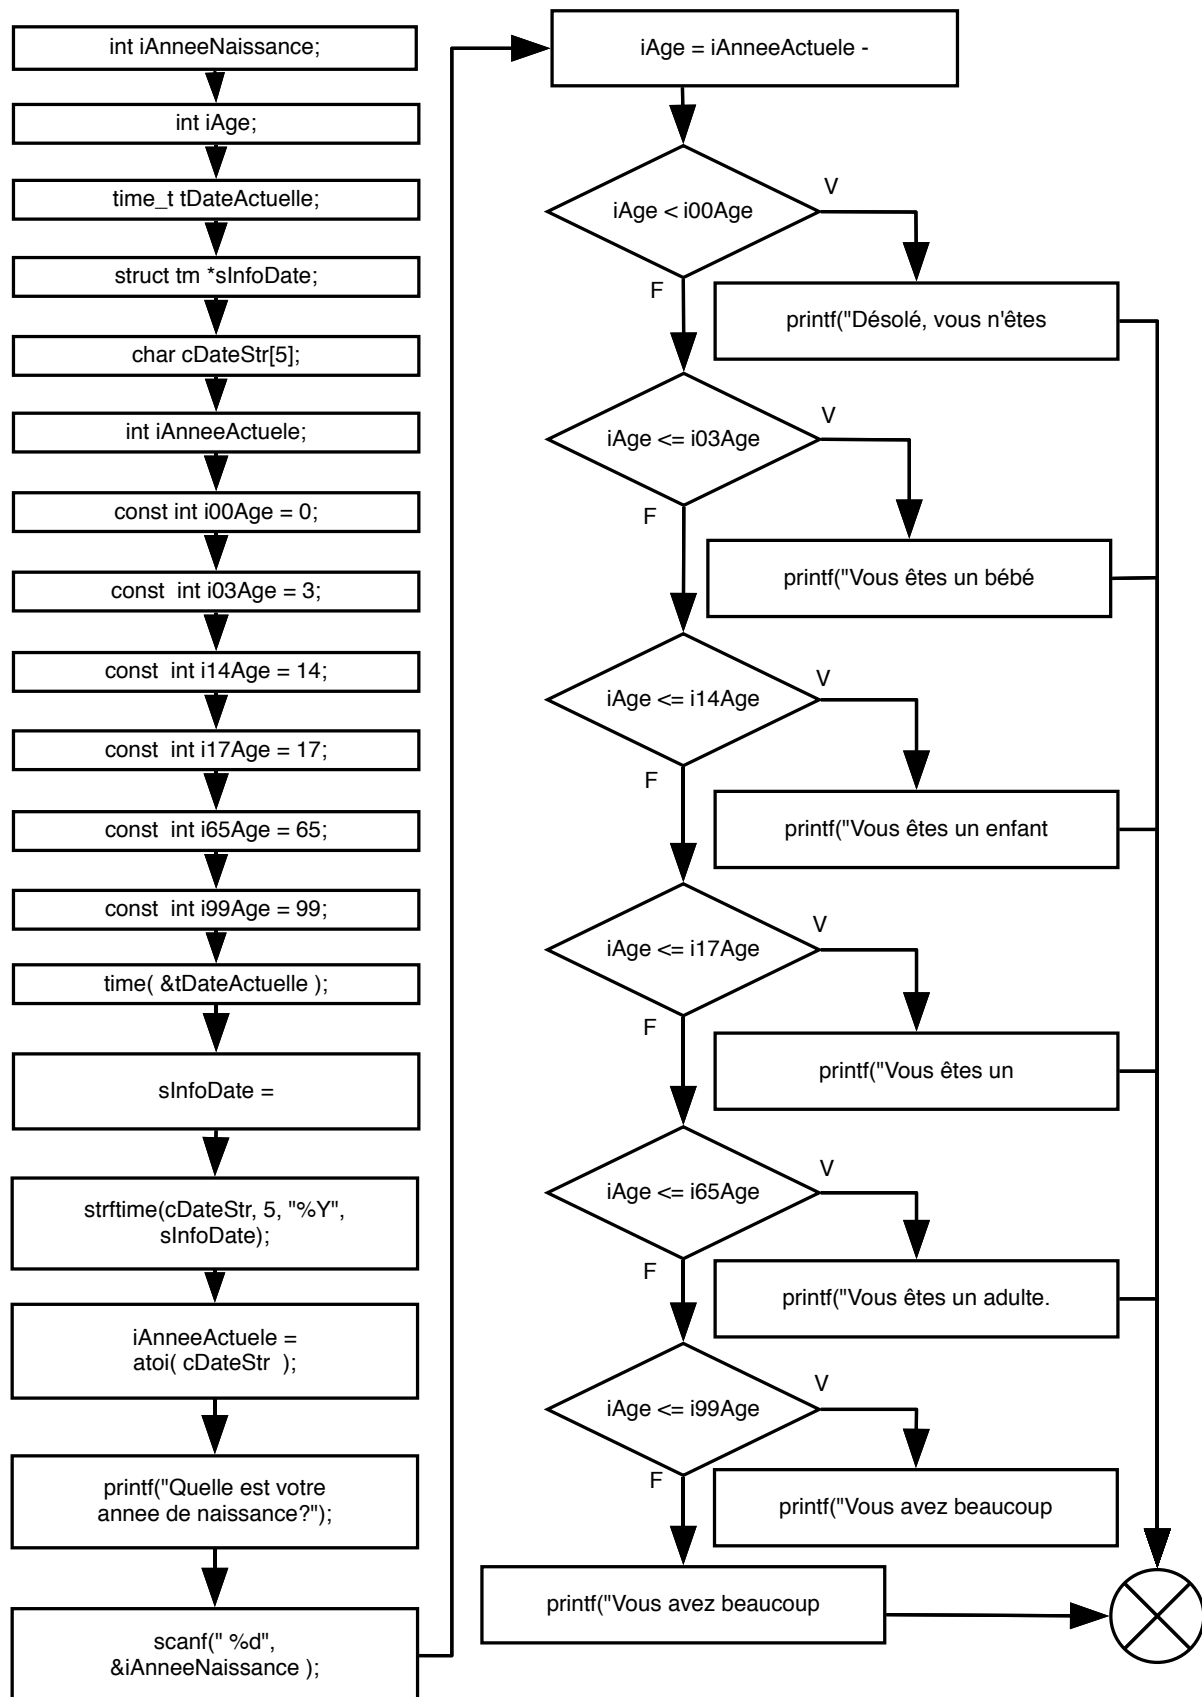 int iAnneeNaissance;
int iAge;
time_t tDateActuelle;
struct tm *sInfoDate;
char cDateStr[5];
int iAnneeActuele;
const int i00Age = 0;
const  int i03Age = 3;
const  int i14Age = 14;
const  int i17Age = 17;
const  int i65Age = 65;
const  int i99Age = 99;
time( &tDateActuelle );
sInfoDate =
strftime(cDateStr, 5, "%Y",
sInfoDate);
iAnneeActuele =
atoi( cDateStr  );
printf("Quelle est votre
annee de naissance?");
scanf(" %d",
&iAnneeNaissance );
iAge = iAnneeActuele -
iAge < i00Age
V
F
printf("Désolé, vous n'êtes
iAge <= i03Age
V
F
printf("Vous êtes un bébé
iAge <= i14Age
V
F
printf("Vous êtes un enfant
iAge <= i17Age
V
F
printf("Vous êtes un
iAge <= i65Age
V
F
printf("Vous êtes un adulte.
iAge <= i99Age
V
F
printf("Vous avez beaucoup
printf("Vous avez beaucoup